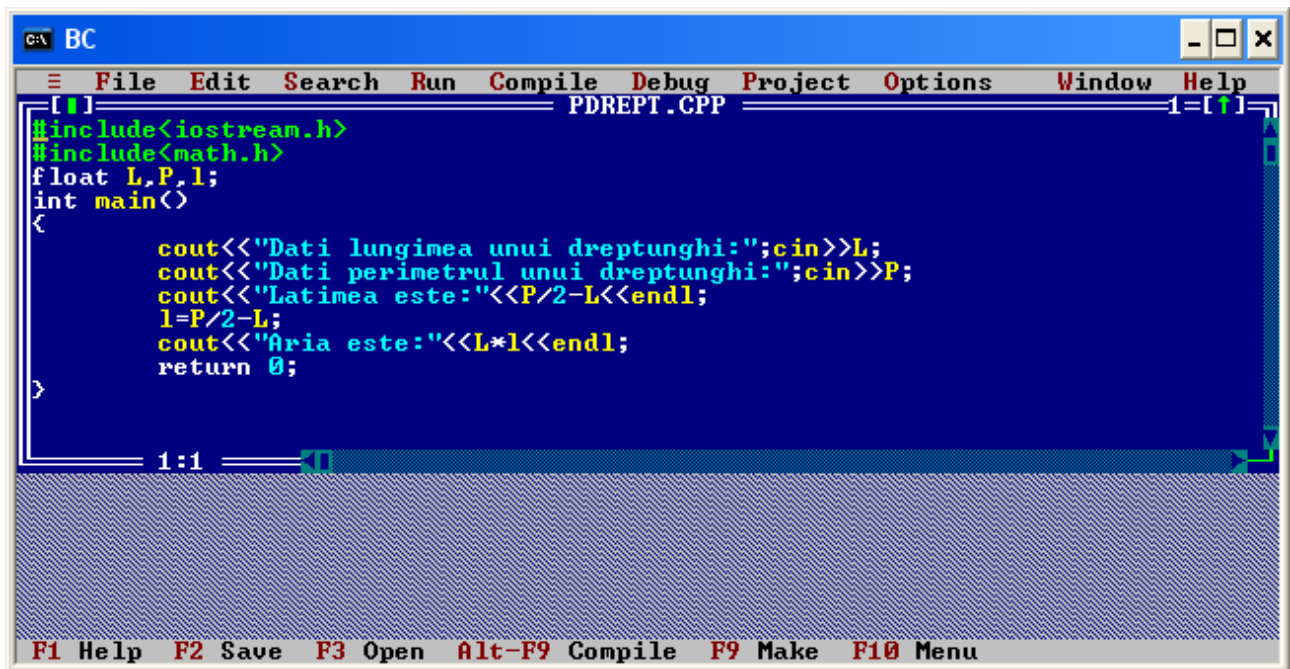 BC
≡ File Edit Search Run Compile Debug Project Options Window Help
[■] PDREPT.CPP 1=[↑]
#include<iostream.h>
#include<math.h>
float L,P,l;
int main()
{
cout<<"Dati lungimea unui dreptunghi:";cin>>L;
cout<<"Dati perimetrul unui dreptunghi:";cin>>P;
cout<<"Latimea este:"<<P/2-L<<endl;
l=P/2-L;
cout<<"Aria este:"<<L*l<<endl;
return 0;
}
1:1
F1 Help F2 Save F3 Open Alt-F9 Compile F9 Make F10 Menu